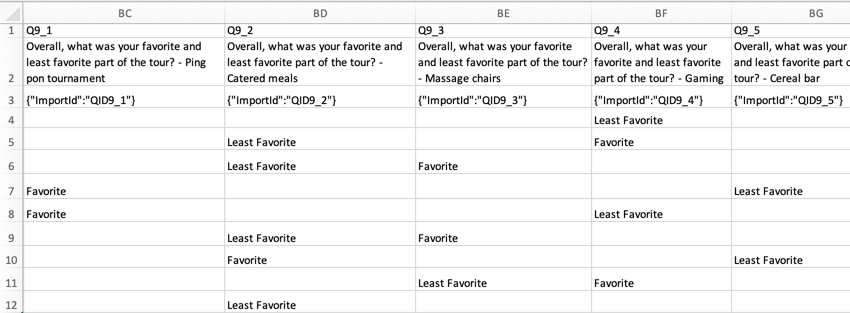 BC BD BE BF BG
1 Q9_1 Q9_2 Q9_3 Q9_4 Q9_5
Overall, what was your favorite and Overall, what was your favorite and Overall, what was your favorite Overall, what was your Overall, what was your
least favorite part of the tour? - Ping least favorite part of the tour? - and least favorite part of the tour? favorite and least favorite and least favorite part
2 pon tournament Catered meals - Massage chairs part of the tour? - Gaming tour? - Cereal bar
3 {"ImportId":"QID9_1"} {"ImportId":"QID9_2"} {"ImportId":"QID9_3"} {"ImportId":"QID9_4"} {"ImportId":"QID9_5"}
4 Least Favorite
5 Least Favorite Favorite
6 Least Favorite Favorite
7 Favorite Least Favorite
8 Favorite Least Favorite
9 Least Favorite Favorite
10 Favorite Least Favorite
11 Least Favorite Favorite
12 Least Favorite